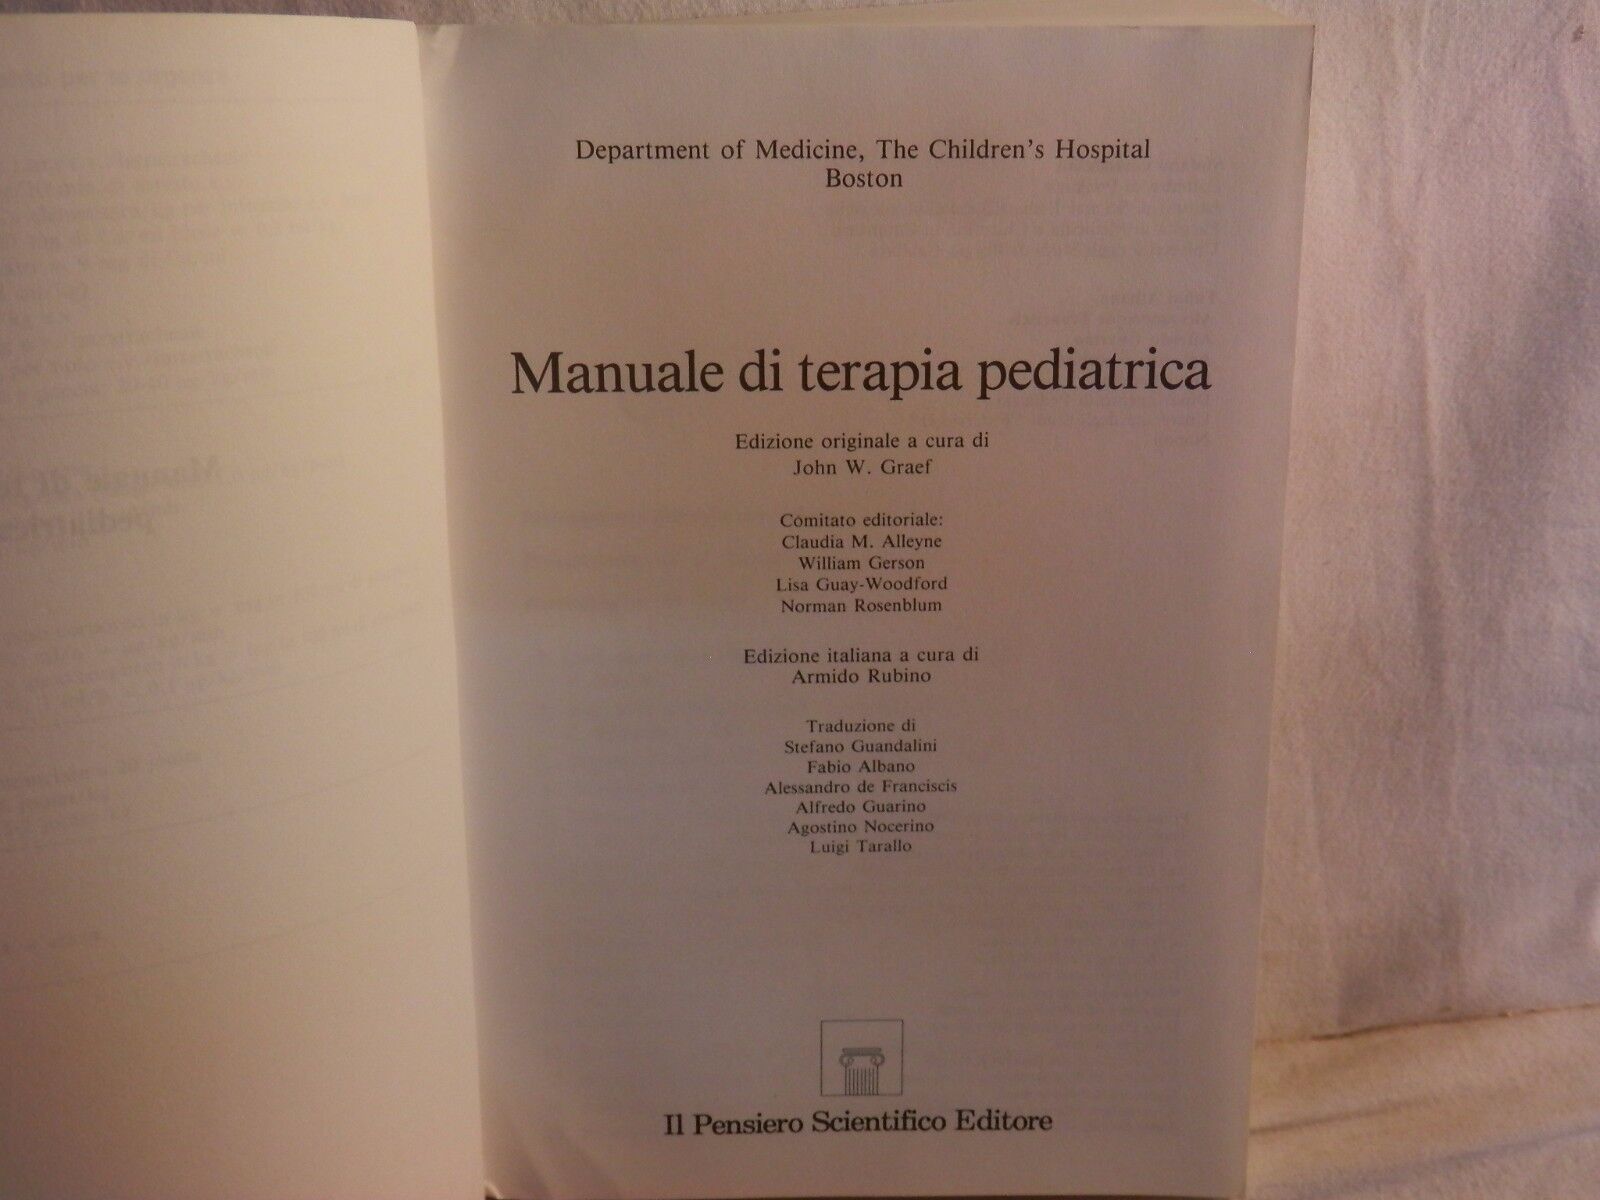 Department of Medicine, The Children's Hospital
Boston
Manuale di terapia pediatrica
Edizione originale a cura di
John W. Graef
Comitato editoriale:
Claudia M. Alleyne
William Gerson
Lisa Guay-Woodford
Norman Rosenblum
Edizione italiana a cura di
Armido Rubino
Traduzione di
Stefano Guandalini
Fabio Albano
Alessandro de Franciscis
Alfredo Guarino
Agostino Nocerino
Luigi Tarallo
Il Pensiero Scientifico Editore